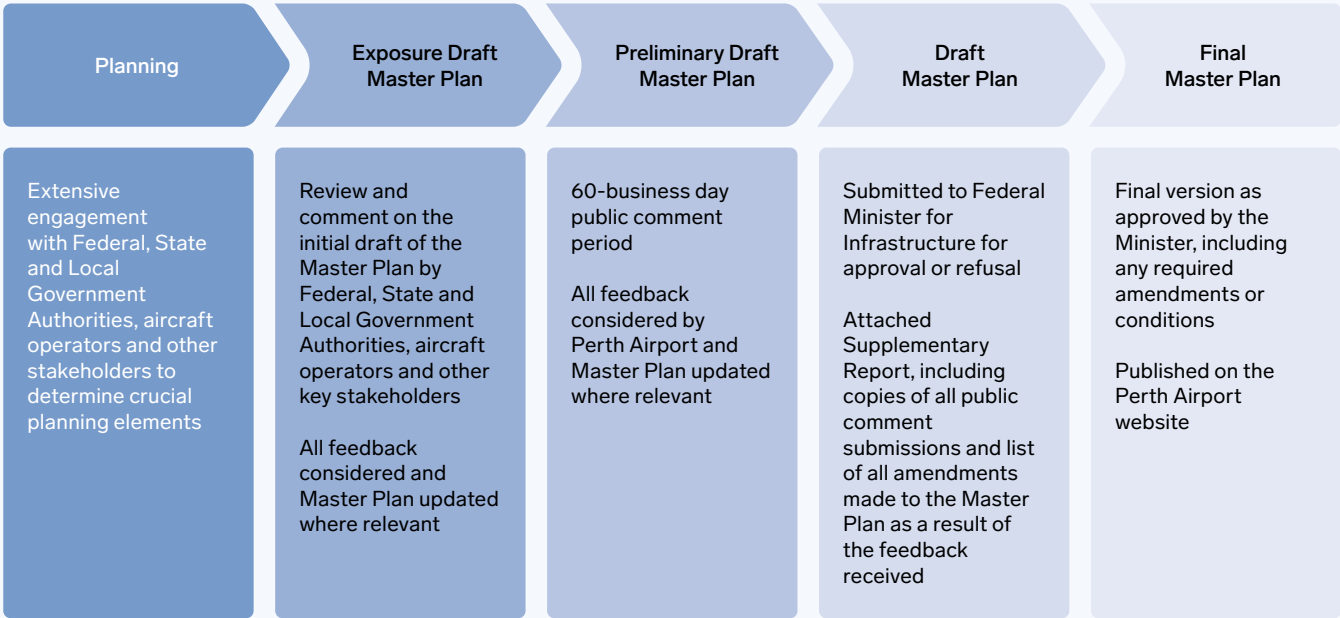 Planning
Exposure Draft
Master Plan
Preliminary Draft
Master Plan
Draft
Master Plan
Final
Master Plan
Extensive
engagement
with Federal, State
and Local
Government
Authorities, aircraft
operators and other
stakeholders to
determine crucial
planning elements
Review and
comment on the
initial draft of the
Master Plan by
Federal, State and
Local Government
Authorities, aircraft
operators and other
key stakeholders
All feedback
considered and
Master Plan updated
where relevant
60-business day
public comment
period
All feedback
considered by
Perth Airport and
Master Plan updated
where relevant
Submitted to Federal
Minister for
Infrastructure for
approval or refusal
Attached
Supplementary
Report, including
copies of all public
comment
submissions and list
of all amendments
made to the Master
Plan as a result of
the feedback
received
Final version as
approved by the
Minister, including
any required
amendments or
conditions
Published on the
Perth Airport
website